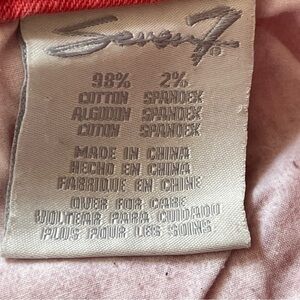 Seven7®
98% 2%
COTTON SPANDEX
ALGODON SPANDEX
COTON SPANDEX
MADE IN CHINA
HECHO EN CHINA
FABRIQUE EN CHINE
OVER FOR CARE
VOLTEAR PARA CUIDADO
PLUS POUR LES SOINS